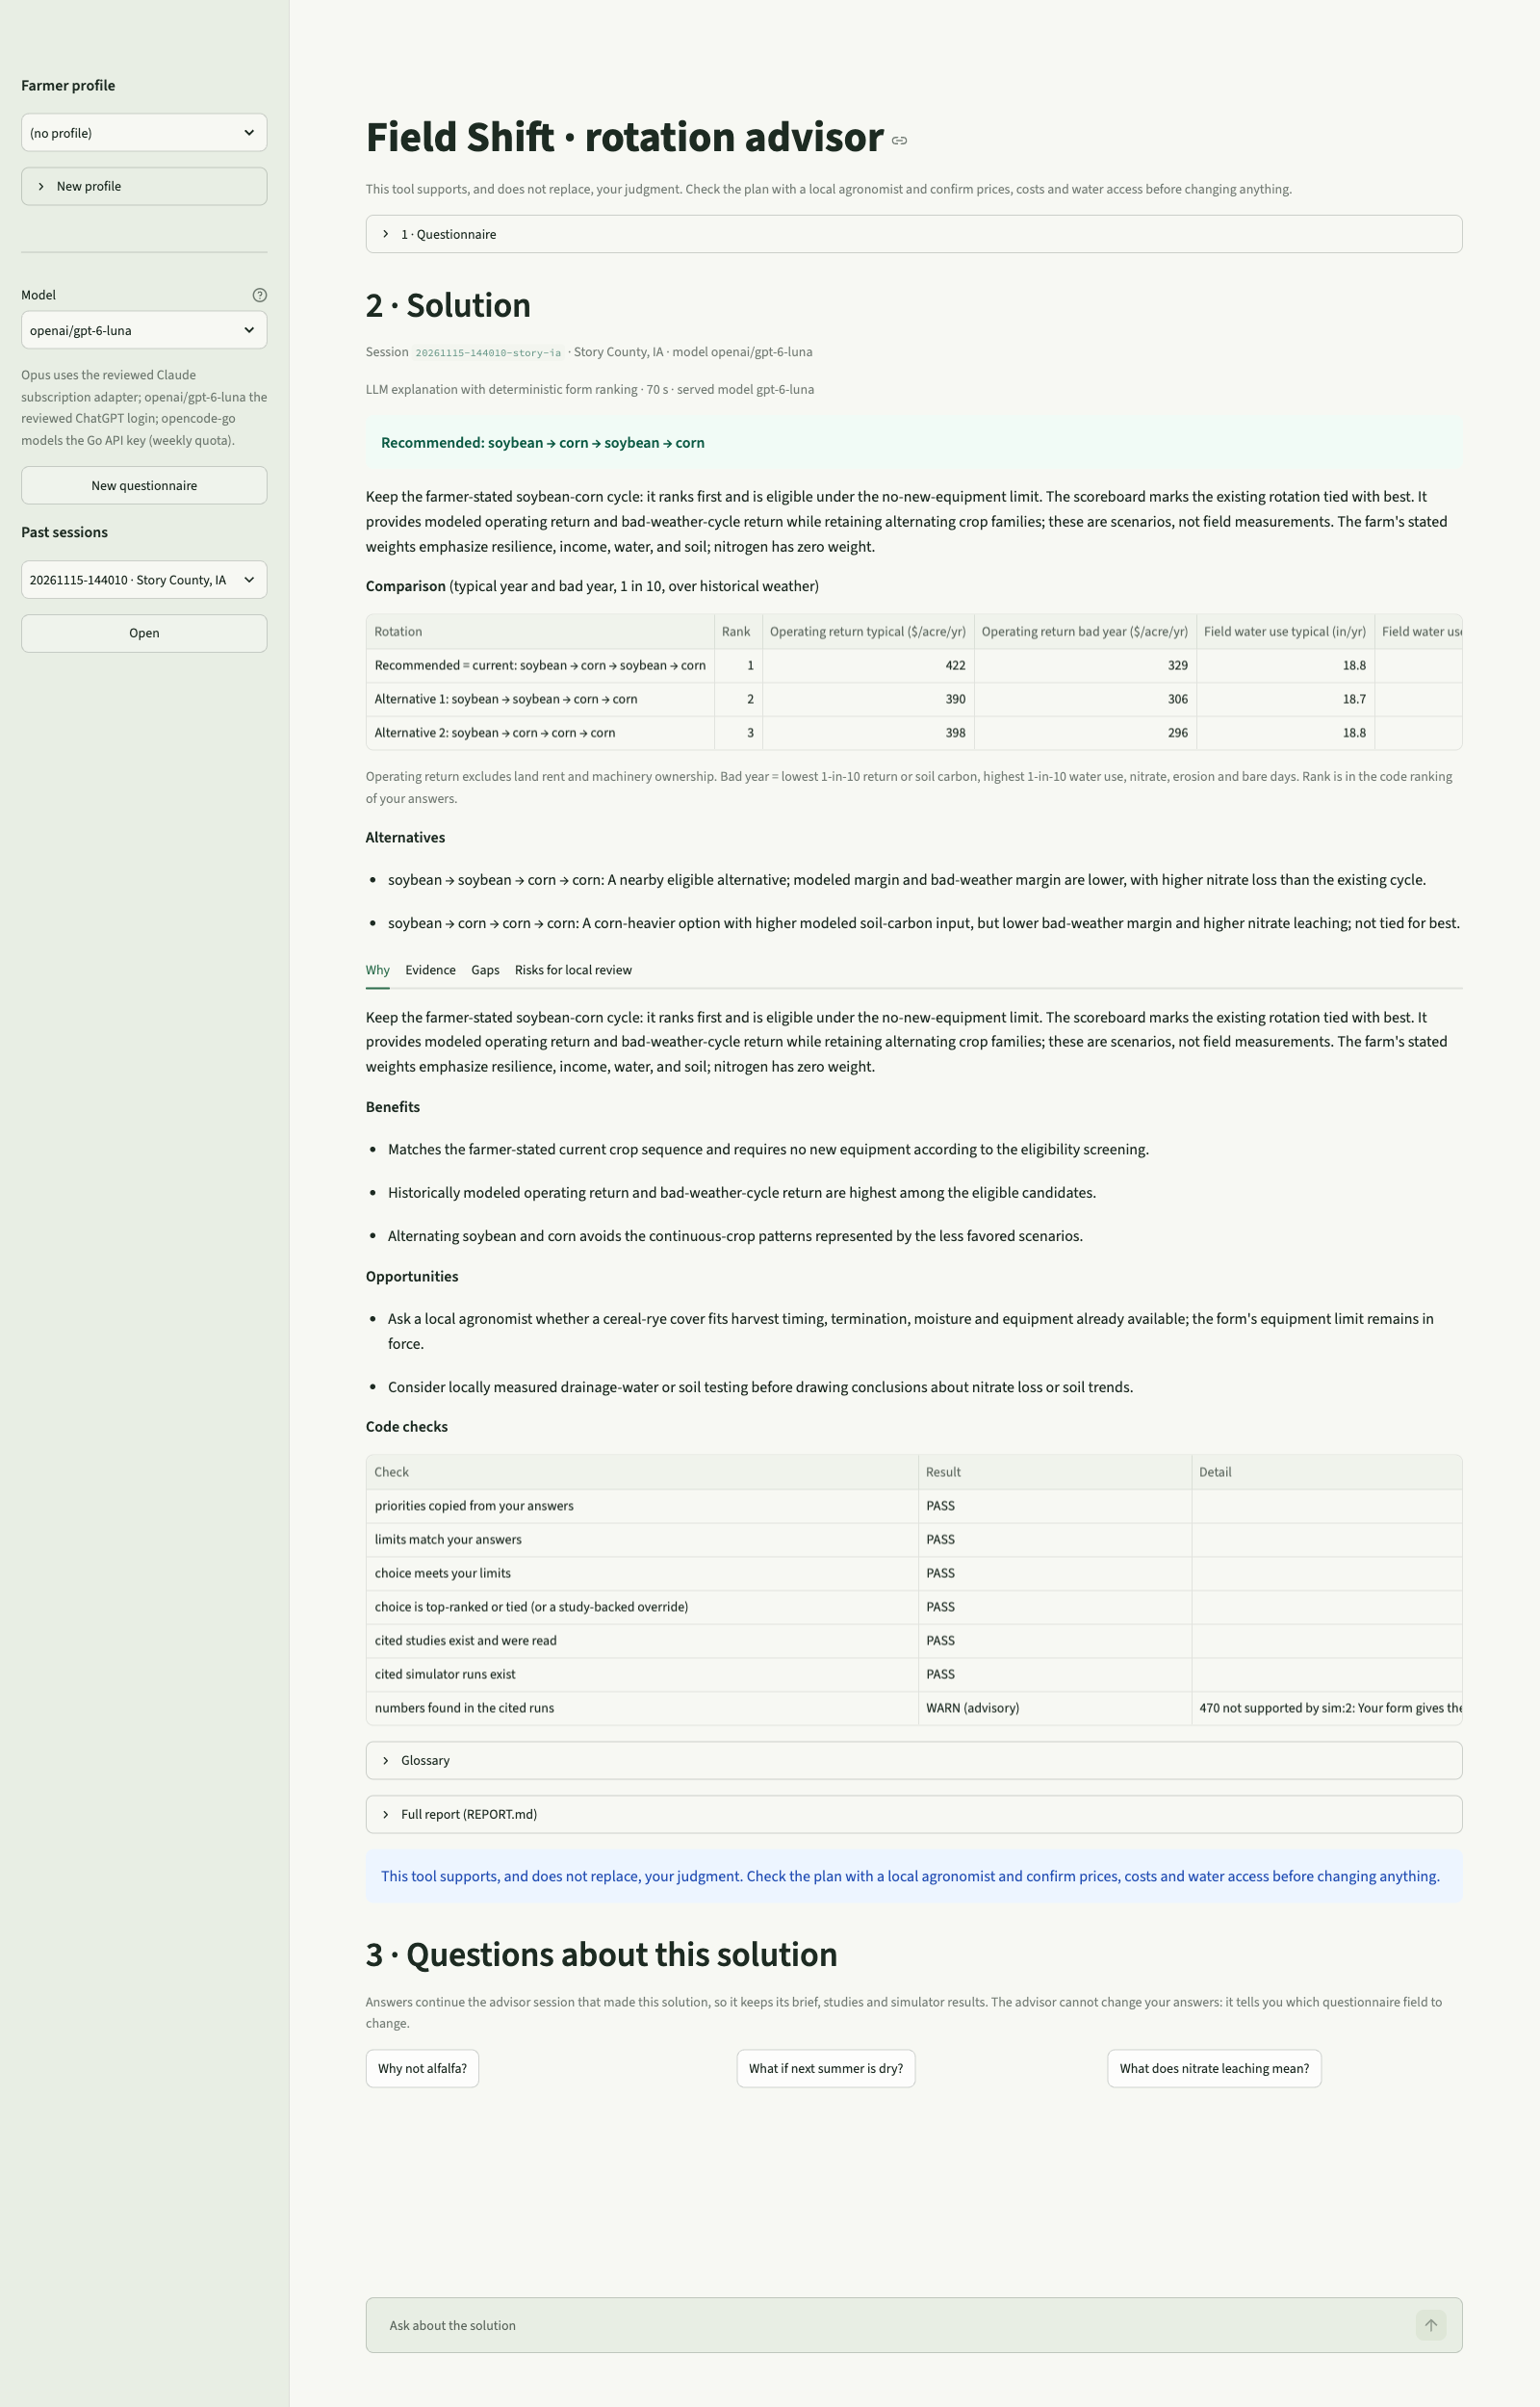 Farmer profile
(no profile)
New profile
Model
openai/gpt-6-luna
Opus uses the reviewed Claude
subscription adapter; openai/gpt-6-luna the
reviewed ChatGPT login; opencode-go
models the Go API key (weekly quota).
New questionnaire
Past sessions
20261115-144010 · Story County, IA
Open
Field Shift · rotation advisor
This tool supports, and does not replace, your judgment. Check the plan with a local agronomist and confirm prices, costs and water access before changing anything.
1 · Questionnaire
2 · Solution
Session 20261115-144010-story-ia · Story County, IA · model openai/gpt-6-luna
LLM explanation with deterministic form ranking · 70 s · served model gpt-6-luna
Recommended: soybean → corn → soybean → corn
Keep the farmer-stated soybean-corn cycle: it ranks first and is eligible under the no-new-equipment limit. The scoreboard marks the existing rotation tied with best. It
provides modeled operating return and bad-weather-cycle return while retaining alternating crop families; these are scenarios, not field measurements. The farm's stated
weights emphasize resilience, income, water, and soil; nitrogen has zero weight.
Comparison (typical year and bad year, 1 in 10, over historical weather)
Rotation Rank Operating return typical ($/acre/yr) Operating return bad year ($/acre/yr) Field water use typical (in/yr) Field water use
Recommended = current: soybean → corn → soybean → corn 1 422 329 18.8
Alternative 1: soybean → soybean → corn → corn 2 390 306 18.7
Alternative 2: soybean → corn → corn → corn 3 398 296 18.8
Operating return excludes land rent and machinery ownership. Bad year = lowest 1-in-10 return or soil carbon, highest 1-in-10 water use, nitrate, erosion and bare days. Rank is in the code ranking
of your answers.
Alternatives
• soybean → soybean → corn → corn: A nearby eligible alternative; modeled margin and bad-weather margin are lower, with higher nitrate loss than the existing cycle.
• soybean → corn → corn → corn: A corn-heavier option with higher modeled soil-carbon input, but lower bad-weather margin and higher nitrate leaching; not tied for best.
Why Evidence Gaps Risks for local review
Keep the farmer-stated soybean-corn cycle: it ranks first and is eligible under the no-new-equipment limit. The scoreboard marks the existing rotation tied with best. It
provides modeled operating return and bad-weather-cycle return while retaining alternating crop families; these are scenarios, not field measurements. The farm's stated
weights emphasize resilience, income, water, and soil; nitrogen has zero weight.
Benefits
• Matches the farmer-stated current crop sequence and requires no new equipment according to the eligibility screening.
• Historically modeled operating return and bad-weather-cycle return are highest among the eligible candidates.
• Alternating soybean and corn avoids the continuous-crop patterns represented by the less favored scenarios.
Opportunities
• Ask a local agronomist whether a cereal-rye cover fits harvest timing, termination, moisture and equipment already available; the form's equipment limit remains in
force.
• Consider locally measured drainage-water or soil testing before drawing conclusions about nitrate loss or soil trends.
Code checks
Check Result Detail
priorities copied from your answers PASS
limits match your answers PASS
choice meets your limits PASS
choice is top-ranked or tied (or a study-backed override) PASS
cited studies exist and were read PASS
cited simulator runs exist PASS
numbers found in the cited runs WARN (advisory) 470 not supported by sim:2: Your form gives the
Glossary
Full report (REPORT.md)
This tool supports, and does not replace, your judgment. Check the plan with a local agronomist and confirm prices, costs and water access before changing anything.
3 · Questions about this solution
Answers continue the advisor session that made this solution, so it keeps its brief, studies and simulator results. The advisor cannot change your answers: it tells you which questionnaire field to
change.
Why not alfalfa?
What if next summer is dry?
What does nitrate leaching mean?
Ask about the solution